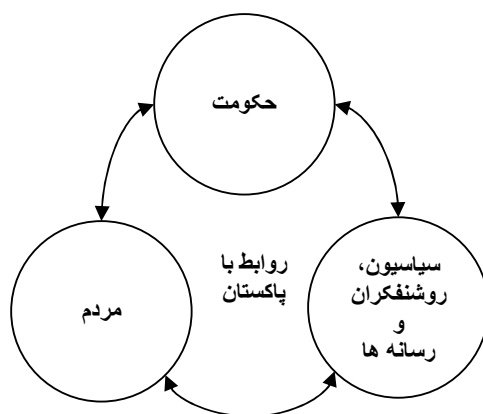 حکومت
روابط با
پاکستان
سیاسیون،
روشنفکران
و
رسانه ها
مردم